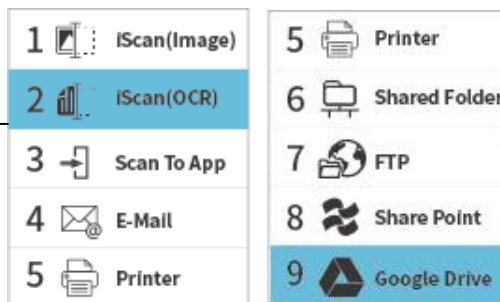 1 iScan(Image)
2 iScan(OCR)
3 Scan To App
4 E-Mail
5 Printer
5 Printer
6 Shared Folder
7 FTP
8 Share Point
9 Google Drive